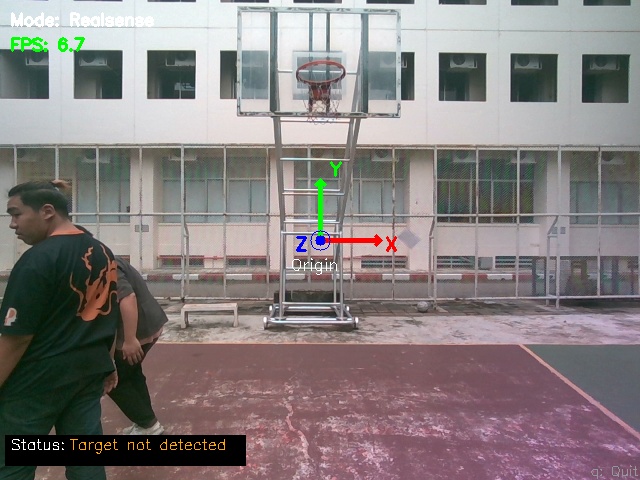 Mode: Realsense
FPS: 6.7
Y
Z
X
Origin
Status: Target not detected
q: Quit